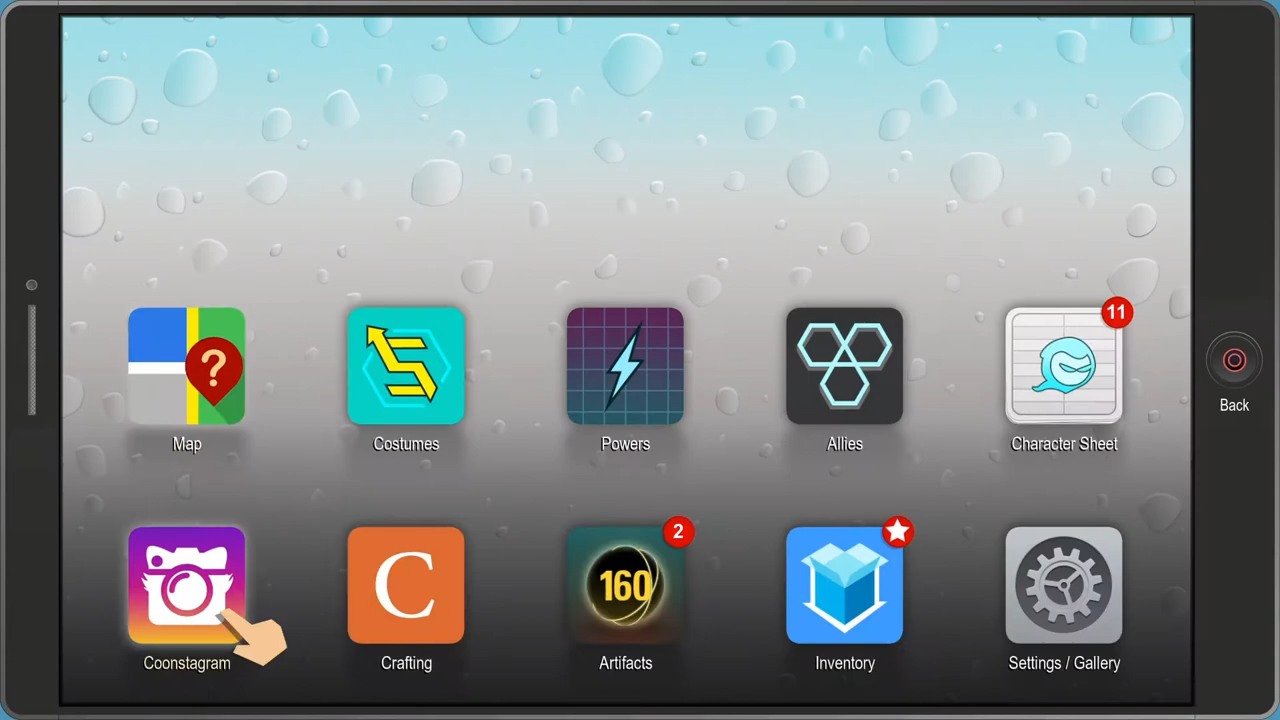 11
?
Map
Costumes
Powers
Allies
Character Sheet
Back
2
C
160
Coonstagram
Crafting
Artifacts
Inventory
Settings / Gallery